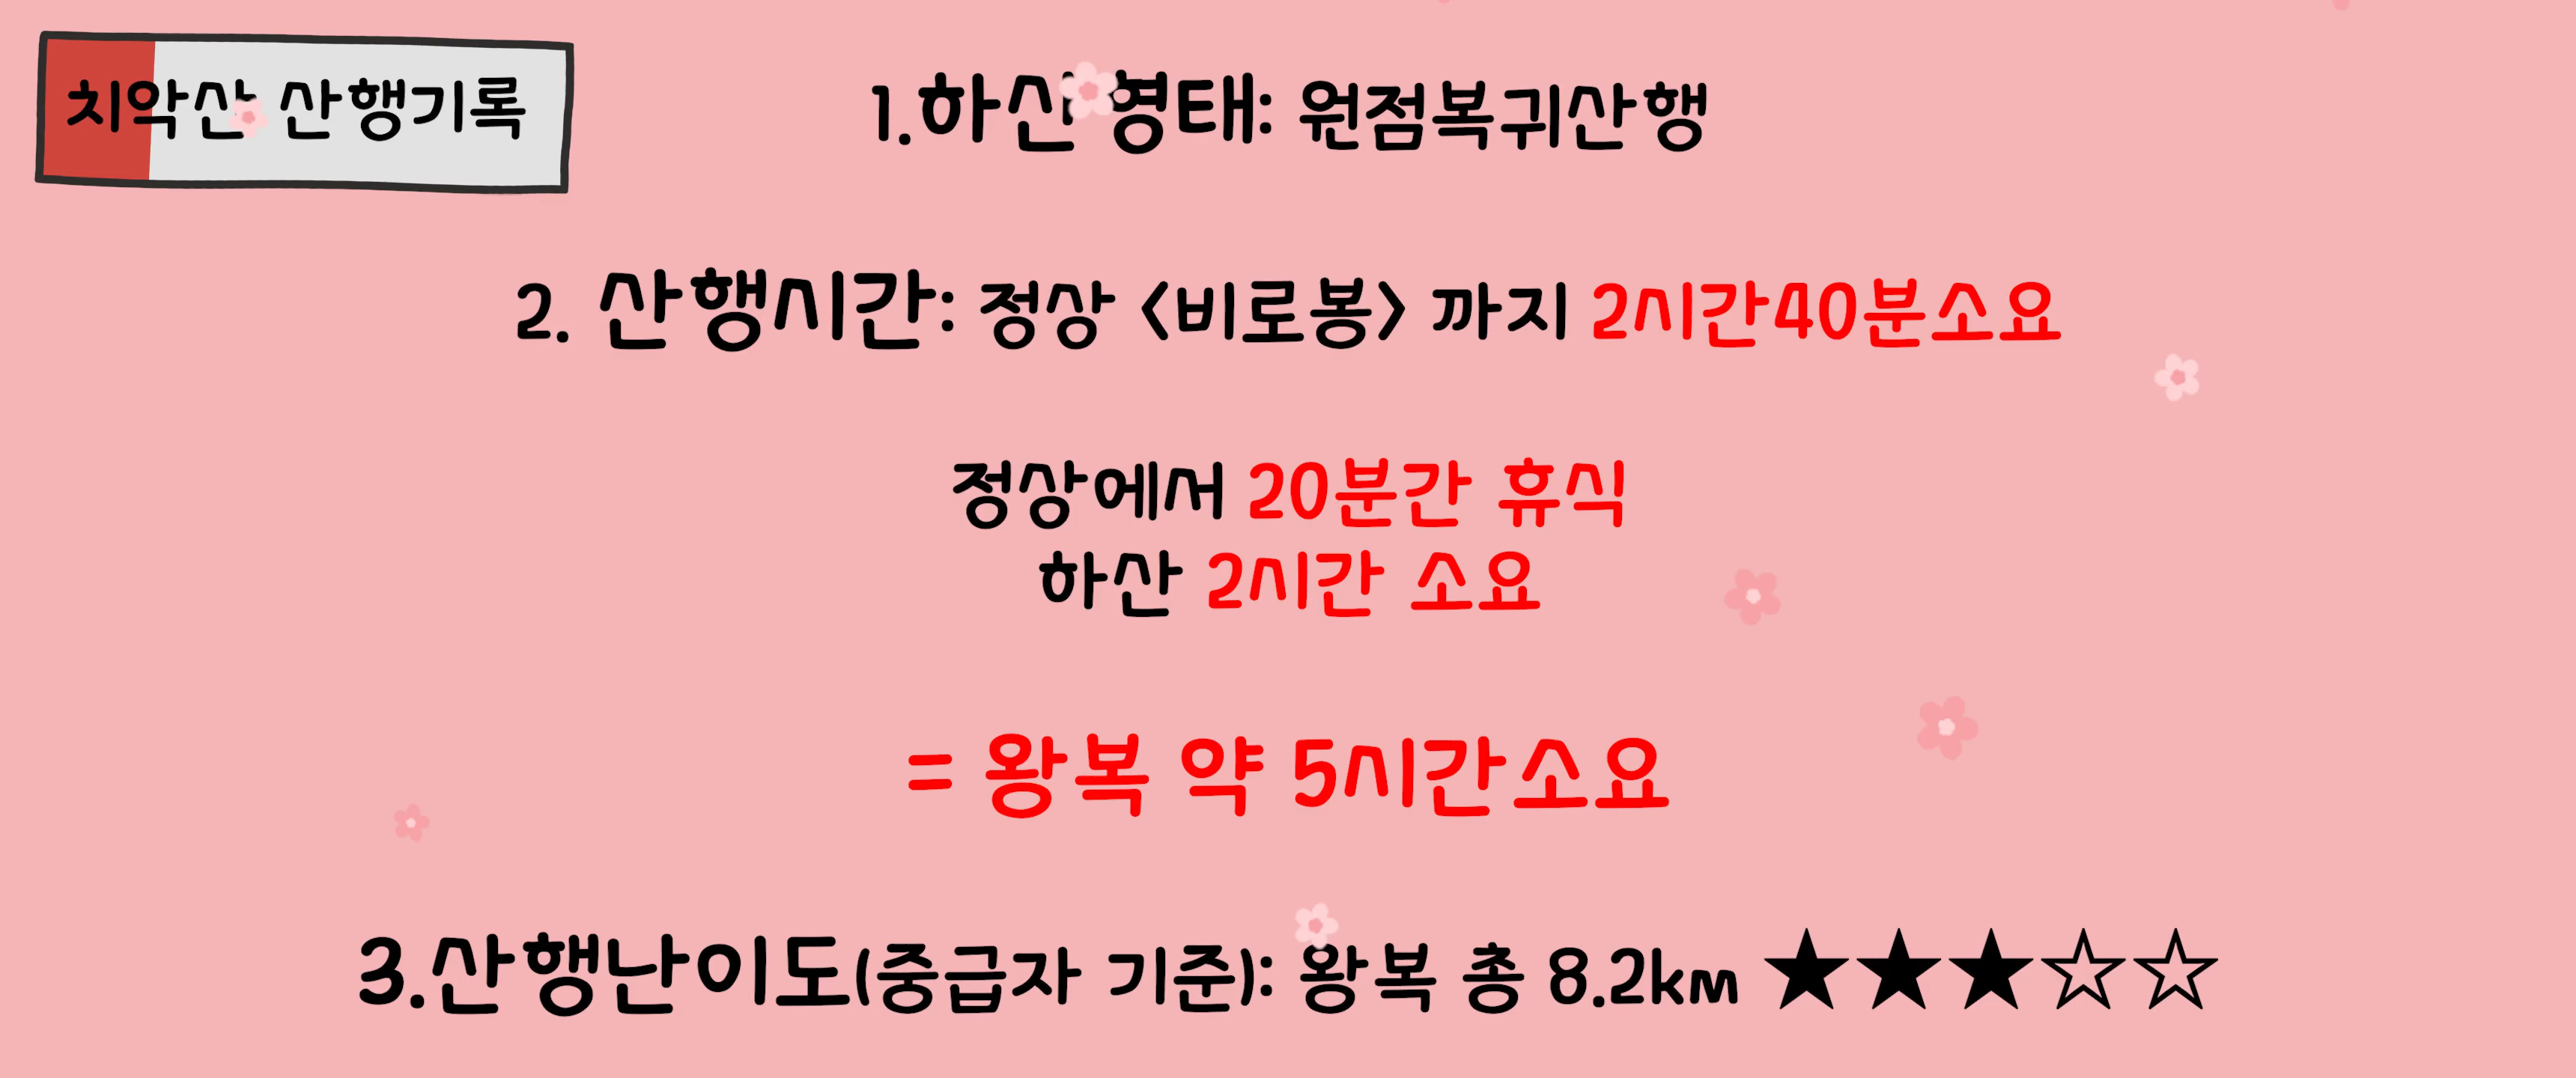 치악산 산행기록
1.하산형태: 원점복귀산행
2. 산행시간: 정상 <비로봉> 까지 2시간40분소요
정상에서 20분간 휴식
하산 2시간 소요
= 왕복 약 5시간소요
3.산행난이도(중급자 기준): 왕복 총 8.2km ★★★☆☆